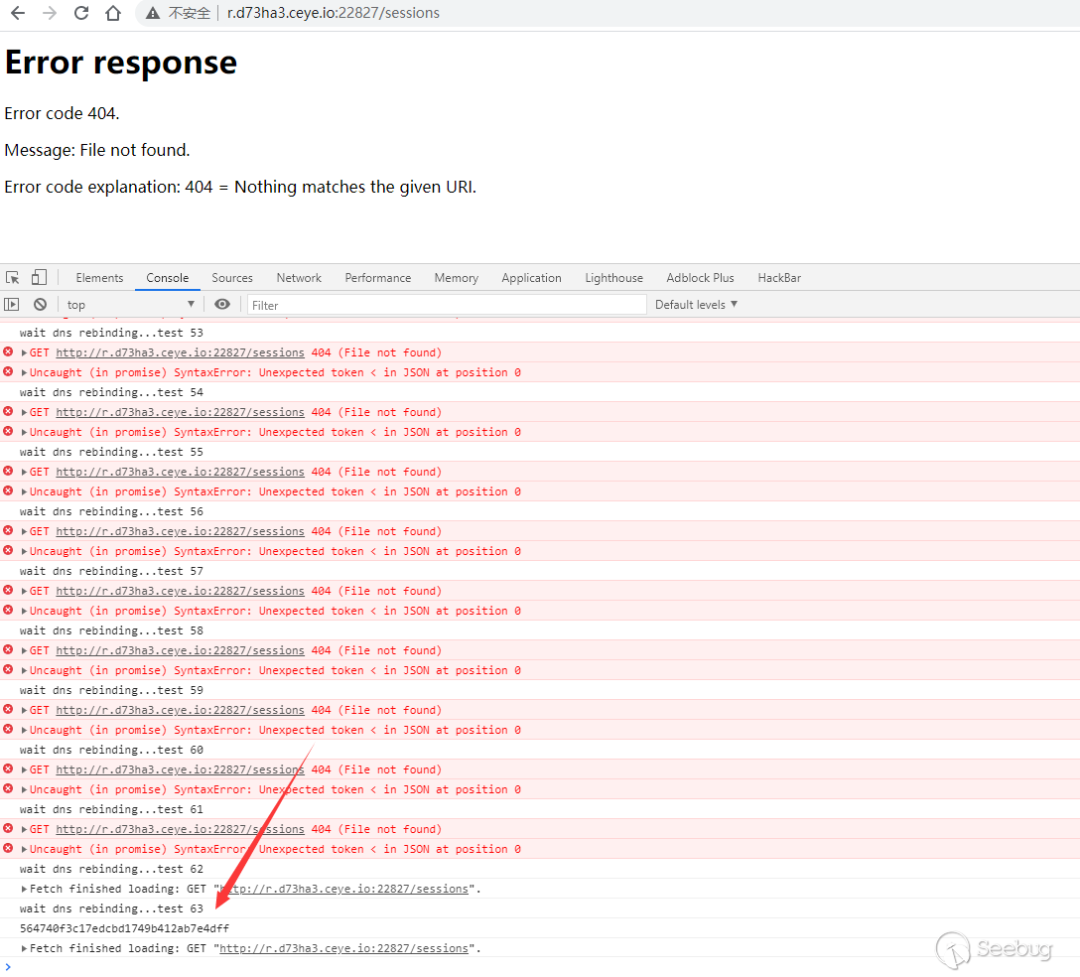 不安全 | r.d73ha3.ceye.io:22827/sessions
Error response
Error code 404.
Message: File not found.
Error code explanation: 404 = Nothing matches the given URI.
Elements Console Sources Network Performance Memory Application Lighthouse Adblock Plus HackBar
top Filter Default levels
wait dns rebinding...test 53
GET http://r.d73ha3.ceye.io:22827/sessions 404 (File not found)
Uncaught (in promise) SyntaxError: Unexpected token < in JSON at position 0
wait dns rebinding...test 54
GET http://r.d73ha3.ceye.io:22827/sessions 404 (File not found)
Uncaught (in promise) SyntaxError: Unexpected token < in JSON at position 0
wait dns rebinding...test 55
GET http://r.d73ha3.ceye.io:22827/sessions 404 (File not found)
Uncaught (in promise) SyntaxError: Unexpected token < in JSON at position 0
wait dns rebinding...test 56
GET http://r.d73ha3.ceye.io:22827/sessions 404 (File not found)
Uncaught (in promise) SyntaxError: Unexpected token < in JSON at position 0
wait dns rebinding...test 57
GET http://r.d73ha3.ceye.io:22827/sessions 404 (File not found)
Uncaught (in promise) SyntaxError: Unexpected token < in JSON at position 0
wait dns rebinding...test 58
GET http://r.d73ha3.ceye.io:22827/sessions 404 (File not found)
Uncaught (in promise) SyntaxError: Unexpected token < in JSON at position 0
wait dns rebinding...test 59
GET http://r.d73ha3.ceye.io:22827/sessions 404 (File not found)
Uncaught (in promise) SyntaxError: Unexpected token < in JSON at position 0
wait dns rebinding...test 60
GET http://r.d73ha3.ceye.io:22827/sessions 404 (File not found)
Uncaught (in promise) SyntaxError: Unexpected token < in JSON at position 0
wait dns rebinding...test 61
GET http://r.d73ha3.ceye.io:22827/sessions 404 (File not found)
Uncaught (in promise) SyntaxError: Unexpected token < in JSON at position 0
wait dns rebinding...test 62
Fetch finished loading: GET "http://r.d73ha3.ceye.io:22827/sessions".
wait dns rebinding...test 63
564740f3c17edcbd1749b412ab7e4dff
Fetch finished loading: GET "http://r.d73ha3.ceye.io:22827/sessions".
Seebug